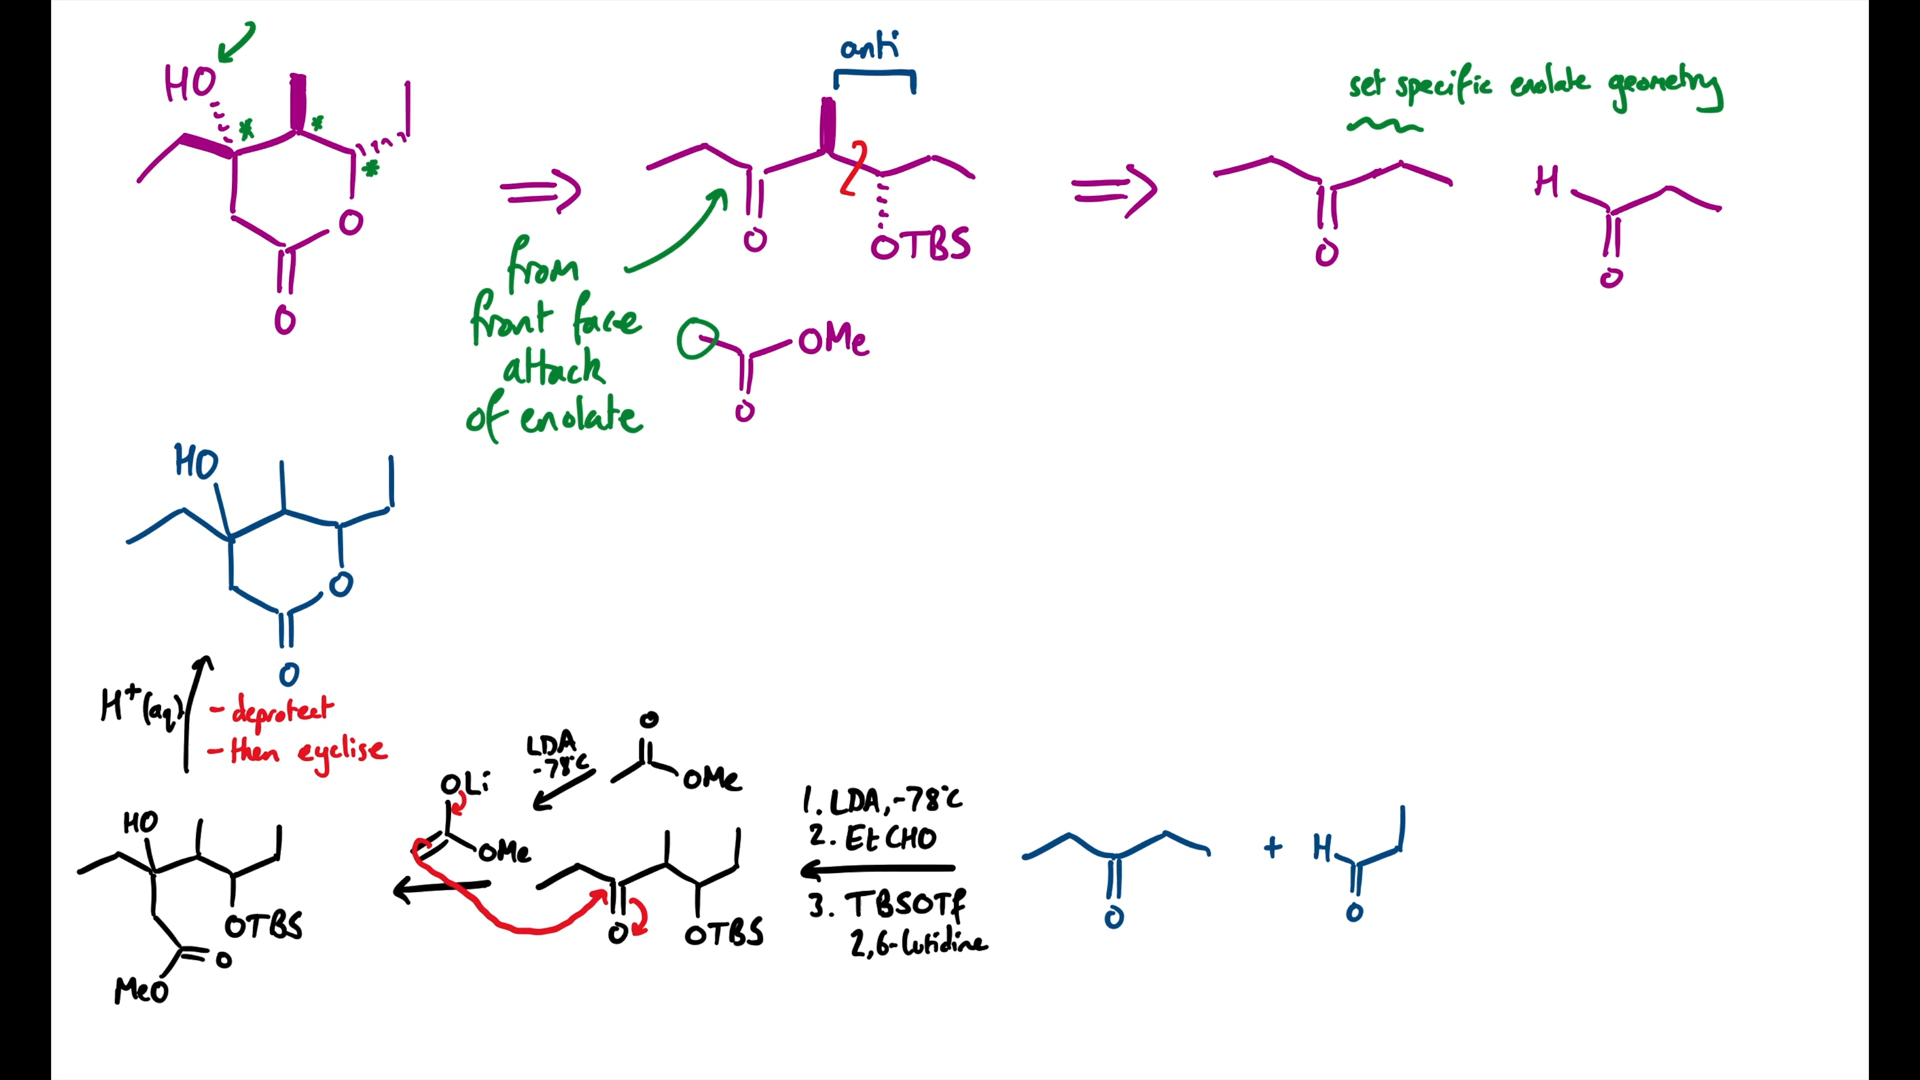 HO
*
*
*
O
O
anti
O
OTBS
from
front face
attack
of enolate
OMe
O
set specific enolate geometry
O
H
O
HO
O
O
H+(aq)
- deprotect
- then cyclise
HO
OTBS
O
MeO
LDA
-78°C
O
OMe
OLi
OMe
O
OTBS
1. LDA, -78°C
2. EtCHO
3. TBSOTf
2,6-lutidine
O
+
H
O